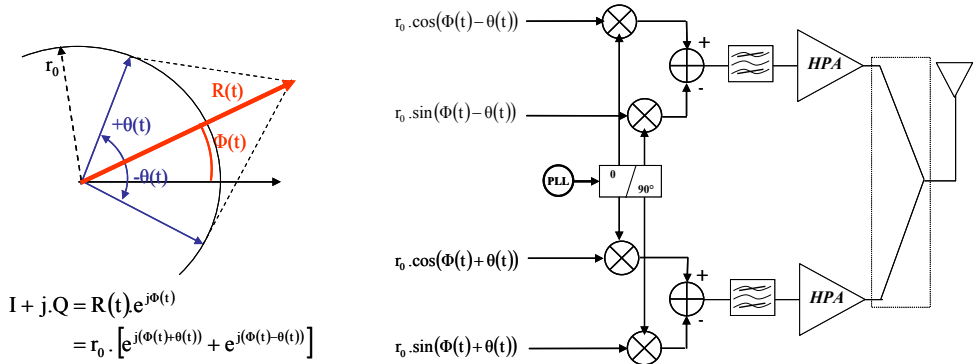 r₀
R(t)
+θ(t)
Φ(t)
-θ(t)
I + j.Q = R(t).e^{jΦ(t)}
= r₀ . [e^{j(Φ(t)+θ(t))} + e^{j(Φ(t)−θ(t))}]
r₀.cos(Φ(t)−θ(t))
+
HPA
-
r₀.sin(Φ(t)−θ(t))
PLL
0
90°
r₀.cos(Φ(t)+θ(t))
+
HPA
-
r₀.sin(Φ(t)+θ(t))